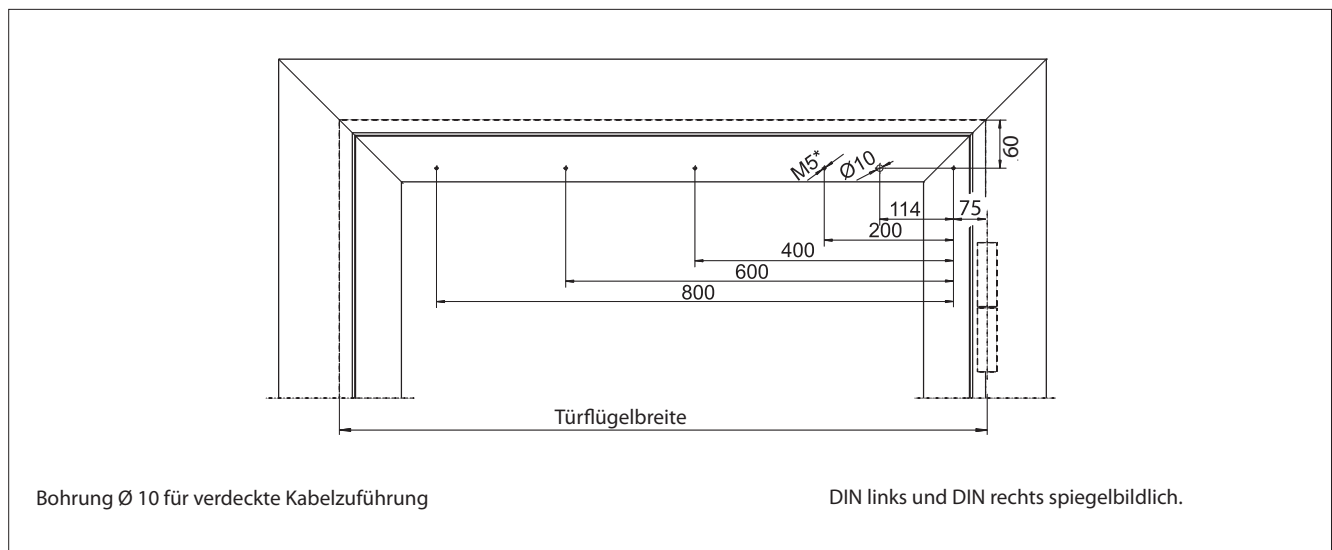 M5*
Ø10
60
114
75
200
400
600
800
Türflügelbreite
Bohrung Ø 10 für verdeckte Kabelzuführung
DIN links und DIN rechts spiegelbildlich.